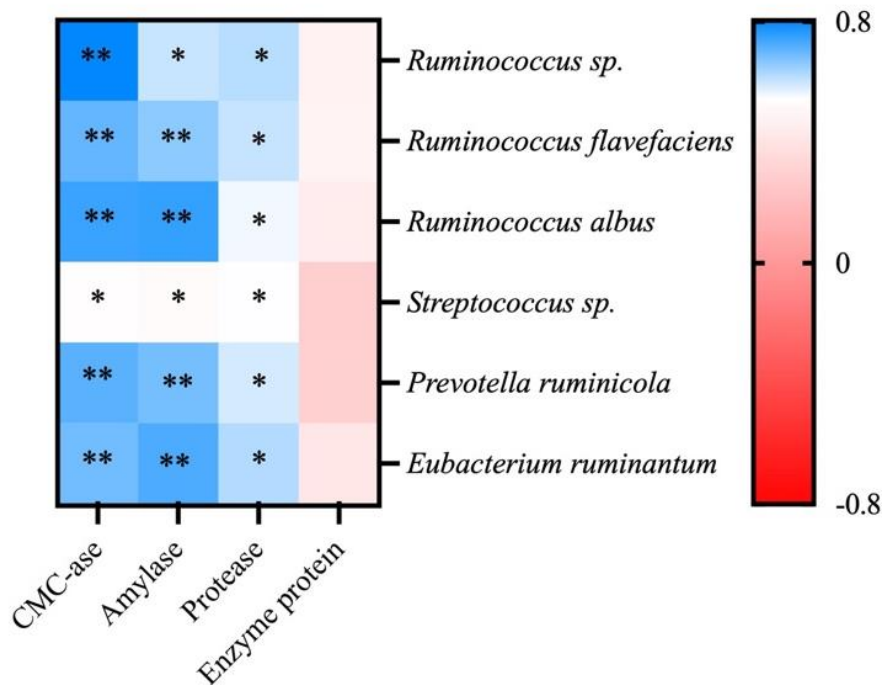 ** * * Ruminococcus sp.
** ** * Ruminococcus flavefaciens
** ** * Ruminococcus albus
* * * Streptococcus sp.
** ** * Prevotella ruminicola
** ** * Eubacterium ruminantum
CMC-ase
Amylase
Protease
Enzyme protein
0.8
0
-0.8